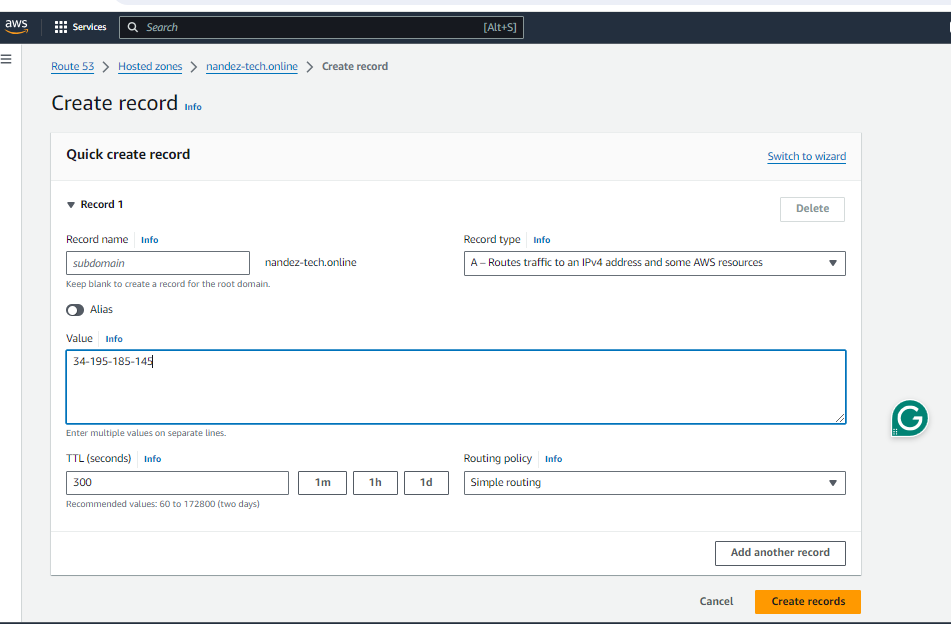 aws Services Search [Alt+S]
Route 53 > Hosted zones > nandez-tech.online > Create record
Create record Info
Quick create record Switch to wizard
Record 1 Delete
Record name Info Record type Info
subdomain nandez-tech.online A – Routes traffic to an IPv4 address and some AWS resources
Keep blank to create a record for the root domain.
Alias
Value Info
34-195-185-145
Enter multiple values on separate lines.
TTL (seconds) Info Routing policy Info
300 1m 1h 1d Simple routing
Recommended values: 60 to 172800 (two days)
Add another record
Cancel Create records